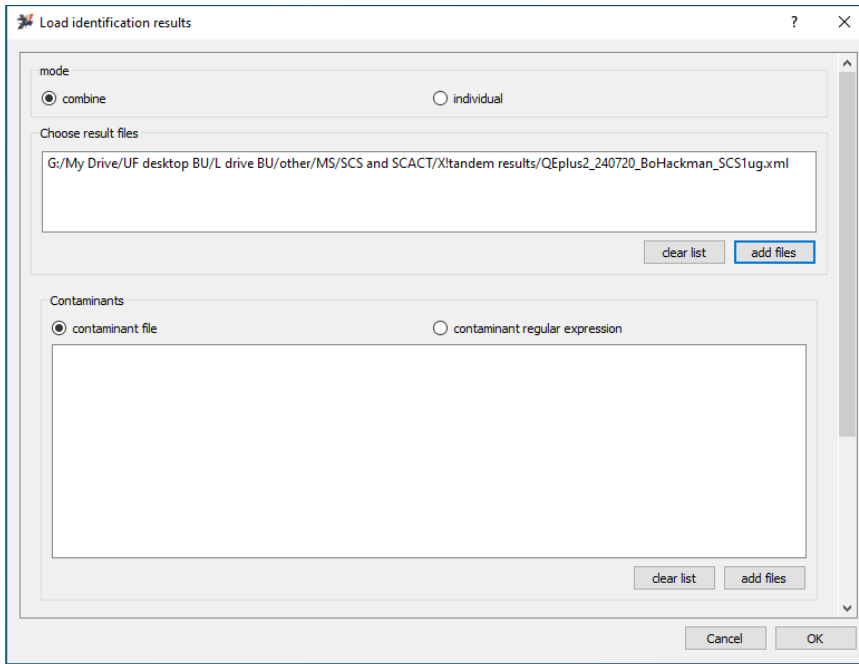 Load identification results
?
mode
combine
individual
Choose result files
G:/My Drive/UF desktop BU/L drive BU/other/MS/SCS and SCACT/X!tandem results/QEplus2_240720_BoHackman_SCS1ug.xml
clear list
add files
Contaminants
contaminant file
contaminant regular expression
clear list
add files
Cancel
OK